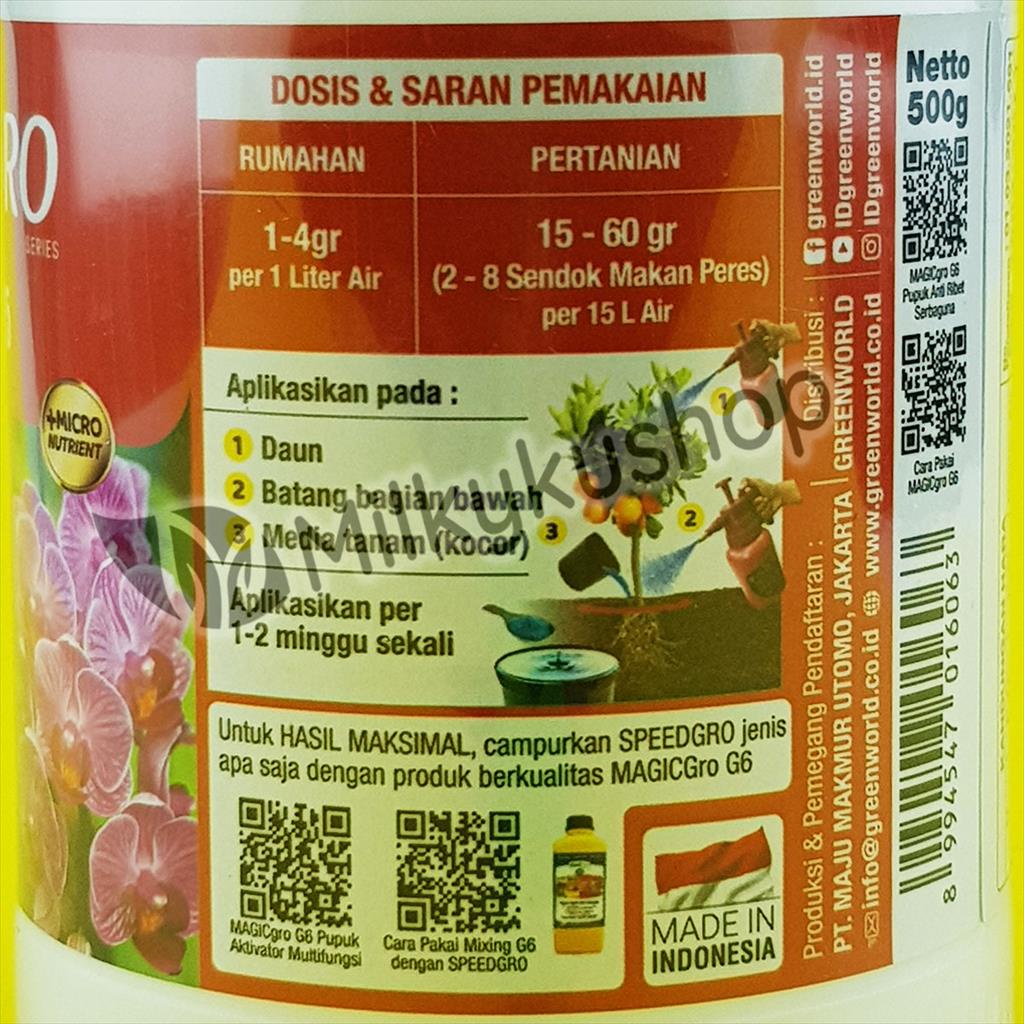 RO
SERIES
+MICRO
NUTRIENT
DOSIS & SARAN PEMAKAIAN
RUMAHAN
PERTANIAN
1-4gr
per 1 Liter Air
15 - 60 gr
(2 - 8 Sendok Makan Peres)
per 15 L Air
Aplikasikan pada :
1 Daun
2 Batang bagian bawah
3 Media tanam (kocor)
Aplikasikan per
1-2 minggu sekali
1
2
3
Milkykushop
Untuk HASIL MAKSIMAL, campurkan SPEEDGRO jenis
apa saja dengan produk berkualitas MAGICGro G6
MAGICgro G6 Pupuk
Aktivator Multifungsi
Cara Pakai Mixing G6
dengan SPEEDGRO
MADE IN
INDONESIA
Produksi & Pemegang Pendaftaran :
PT. MAJU MAKMUR UTOMO, JAKARTA
Distribusi :
GREENWORLD
info@greenworld.co.id
www.greenworld.co.id
greenworld.id
IDgreenworld
IDgreenworld
Netto
500g
MAGICgro G6
Pupuk Anti Ribet
Serbaguna
Cara Pakai
MAGICgro G6
8 994547 016063